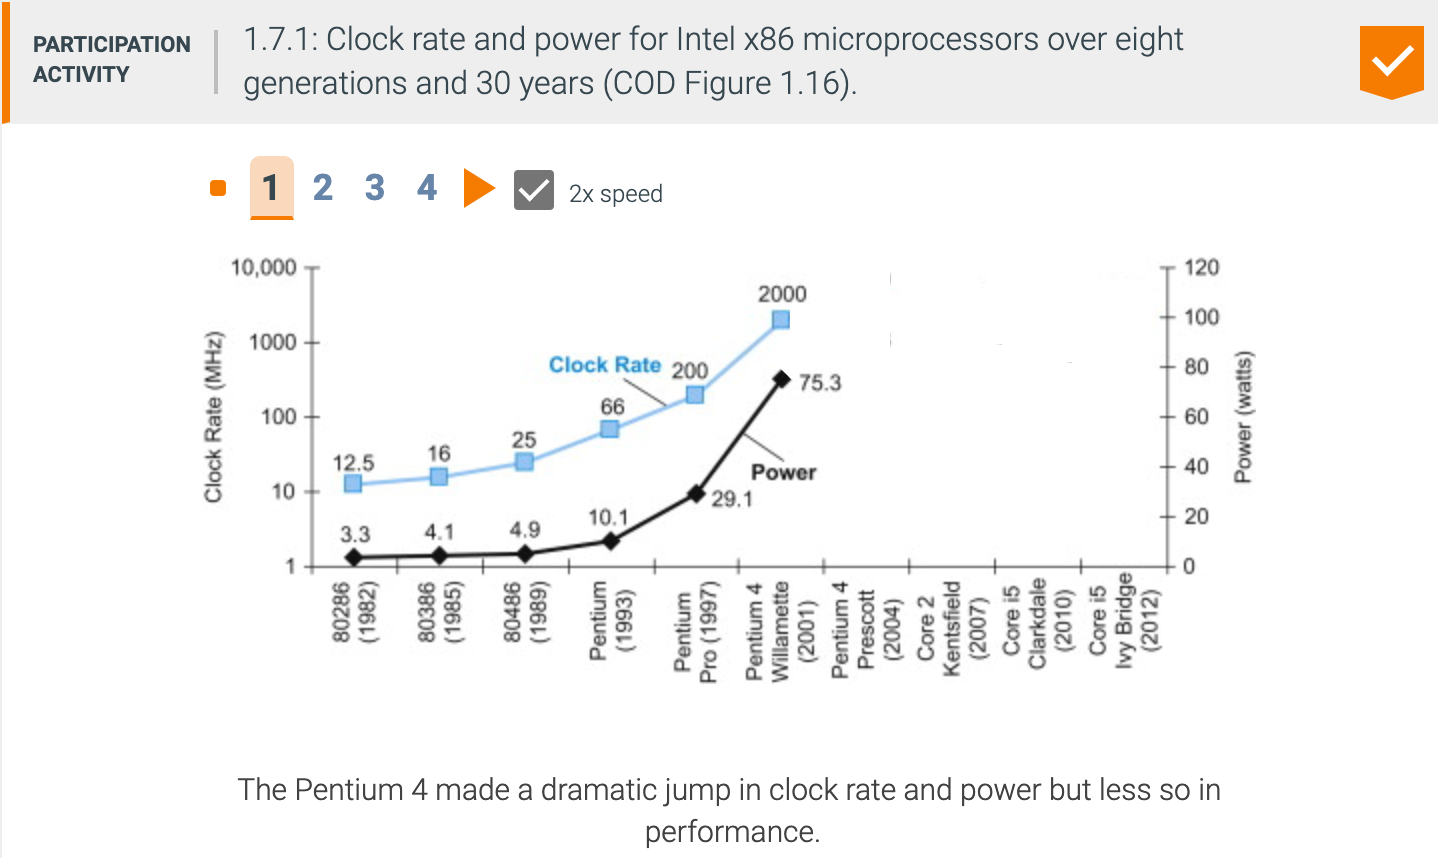 PARTICIPATION
ACTIVITY
1.7.1: Clock rate and power for Intel x86 microprocessors over eight
generations and 30 years (COD Figure 1.16).
1 2 3 4 2x speed
10,000
1000
100
10
1
Clock Rate (MHz)
120
100
80
60
40
20
0
Power (watts)
Clock Rate
12.5
16
25
66
200
2000
Power
3.3
4.1
4.9
10.1
29.1
75.3
80286
(1982)
80386
(1985)
80486
(1989)
Pentium
(1993)
Pentium
Pro (1997)
Pentium 4
Willamette
(2001)
Pentium 4
Prescott
(2004)
Core 2
Kentsfield
(2007)
Core i5
Clarkdale
(2010)
Core i5
Ivy Bridge
(2012)
The Pentium 4 made a dramatic jump in clock rate and power but less so in
performance.